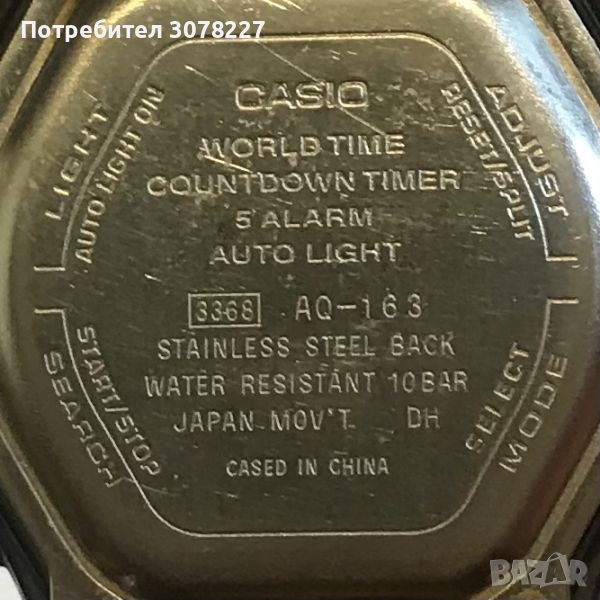 Потребител 3078227
LIGHT
AUTO LIGHT ON
ADJUST
RESET/SPLIT
CASIO
WORLD TIME
COUNTDOWN TIMER
5 ALARM
AUTO LIGHT
3368 AQ-163
STAINLESS STEEL BACK
WATER RESISTANT 10BAR
JAPAN MOV'T DH
CASED IN CHINA
SEARCH
START/STOP
SELECT
MODE
BAZAR